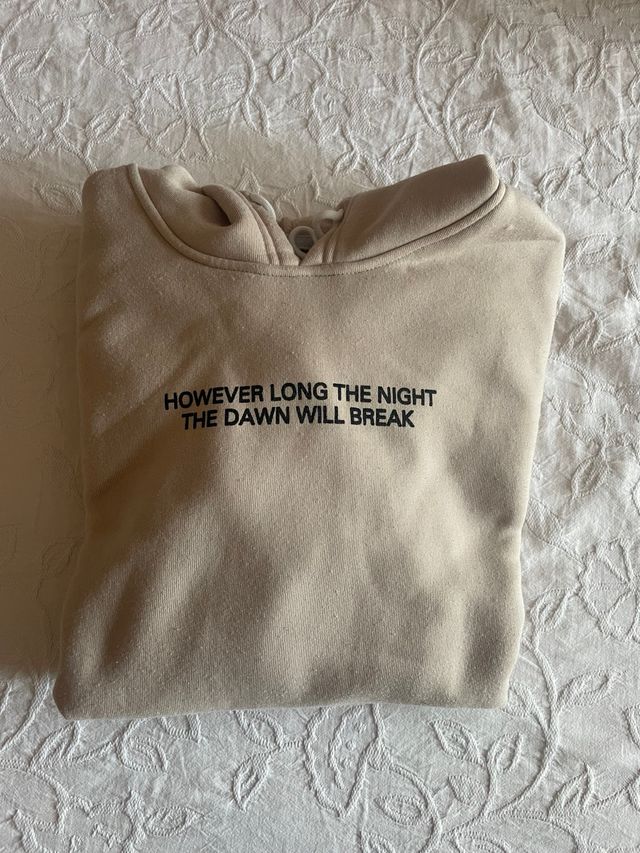 HOWEVER LONG THE NIGHT
THE DAWN WILL BREAK